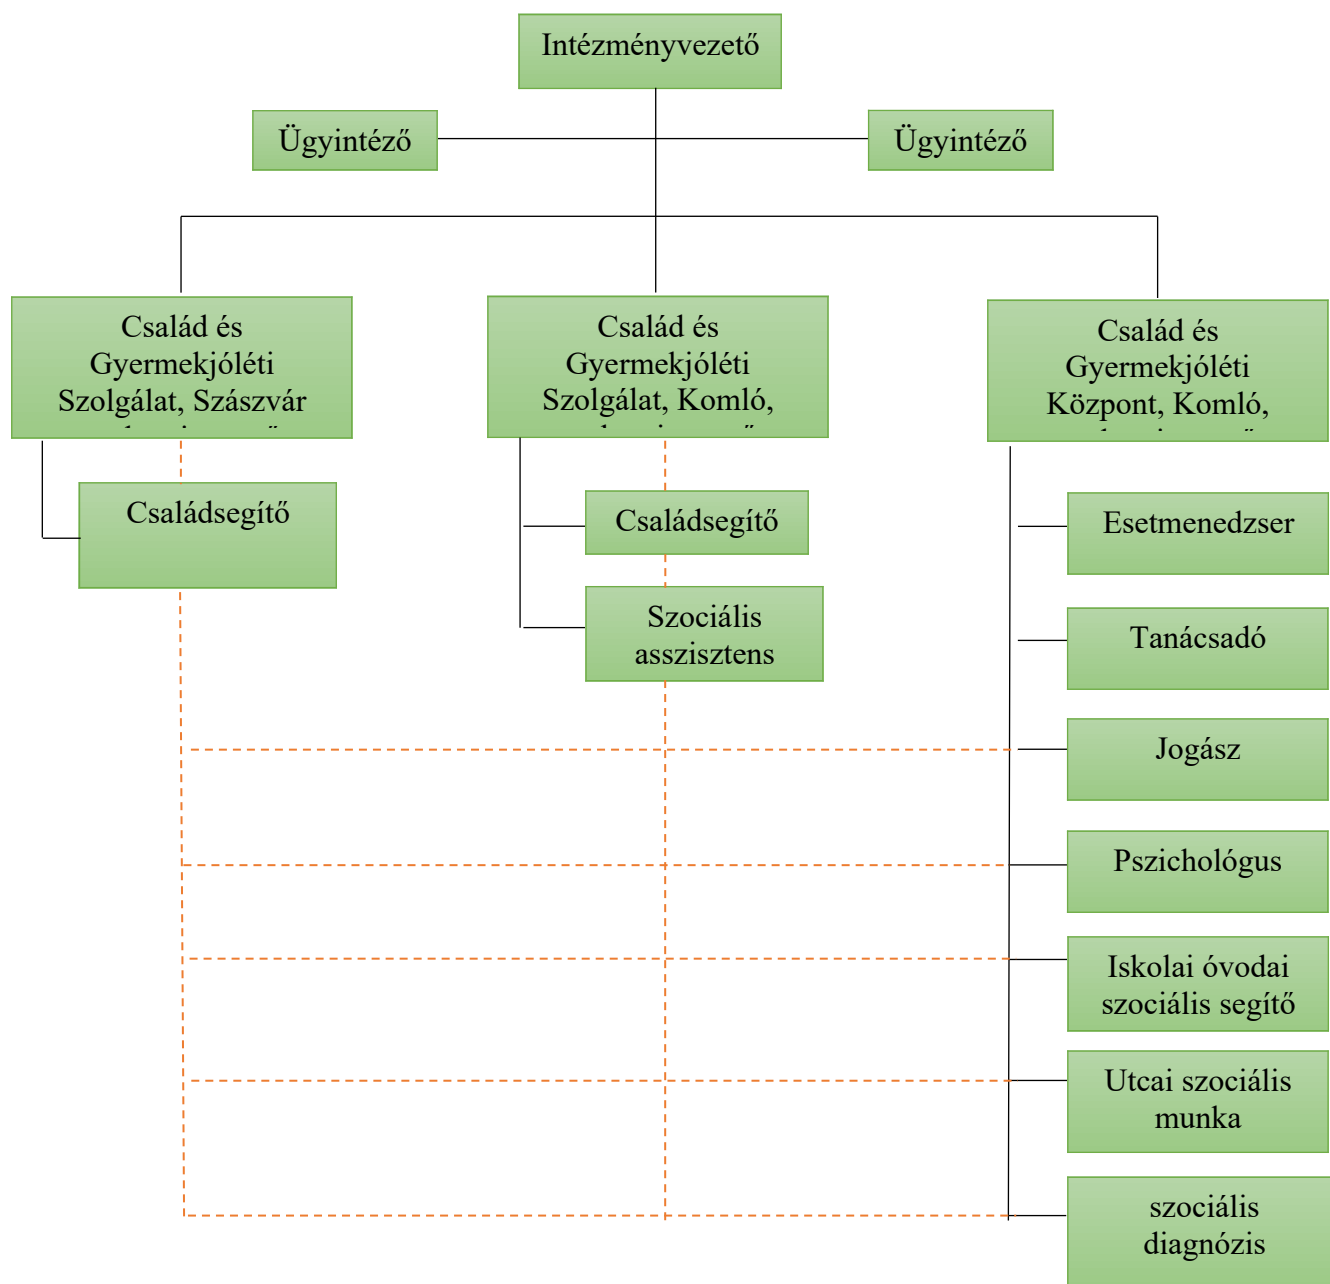 Intézményvezető
Ügyintéző
Ügyintéző
Család és
Gyermekjóléti
Szolgálat, Szászvár
Család és
Gyermekjóléti
Szolgálat, Komló,
Család és
Gyermekjóléti
Központ, Komló,
Családsegítő
Családsegítő
Szociális
asszisztens
Esetmenedzser
Tanácsadó
Jogász
Pszichológus
Iskolai óvodai
szociális segítő
Utcai szociális
munka
szociális
diagnózis